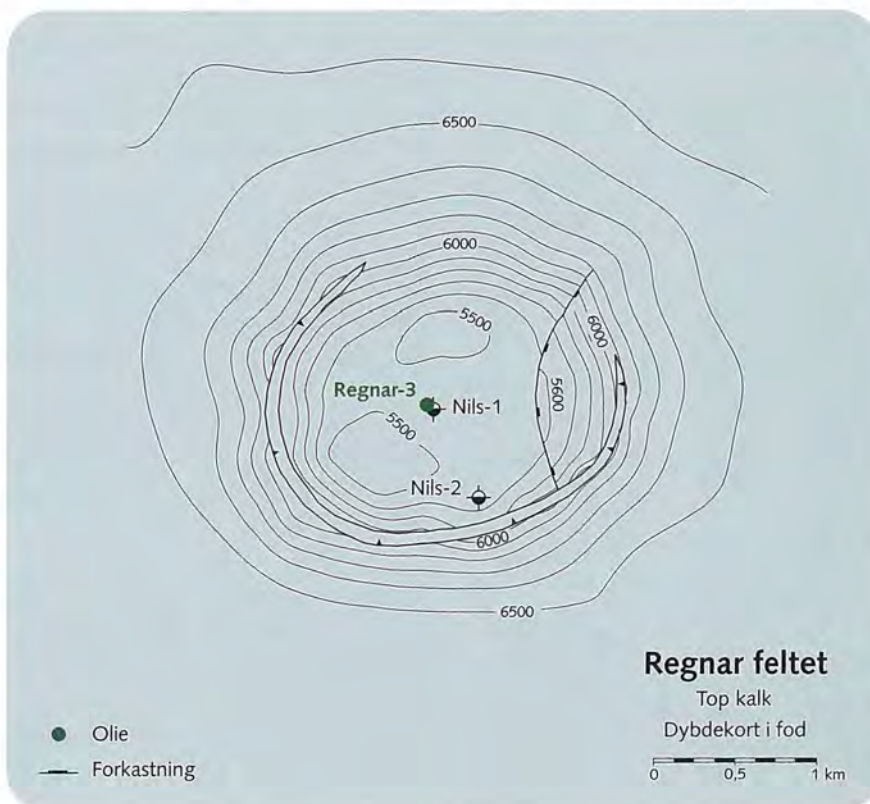 6500
6000
5500
6000
Regnar-3
Nils-1
5600
5500
Nils-2
6000
6500
Regnar feltet
Top kalk
Dybdekort i fod
Olie
Forkastning
0 0,5 1 km